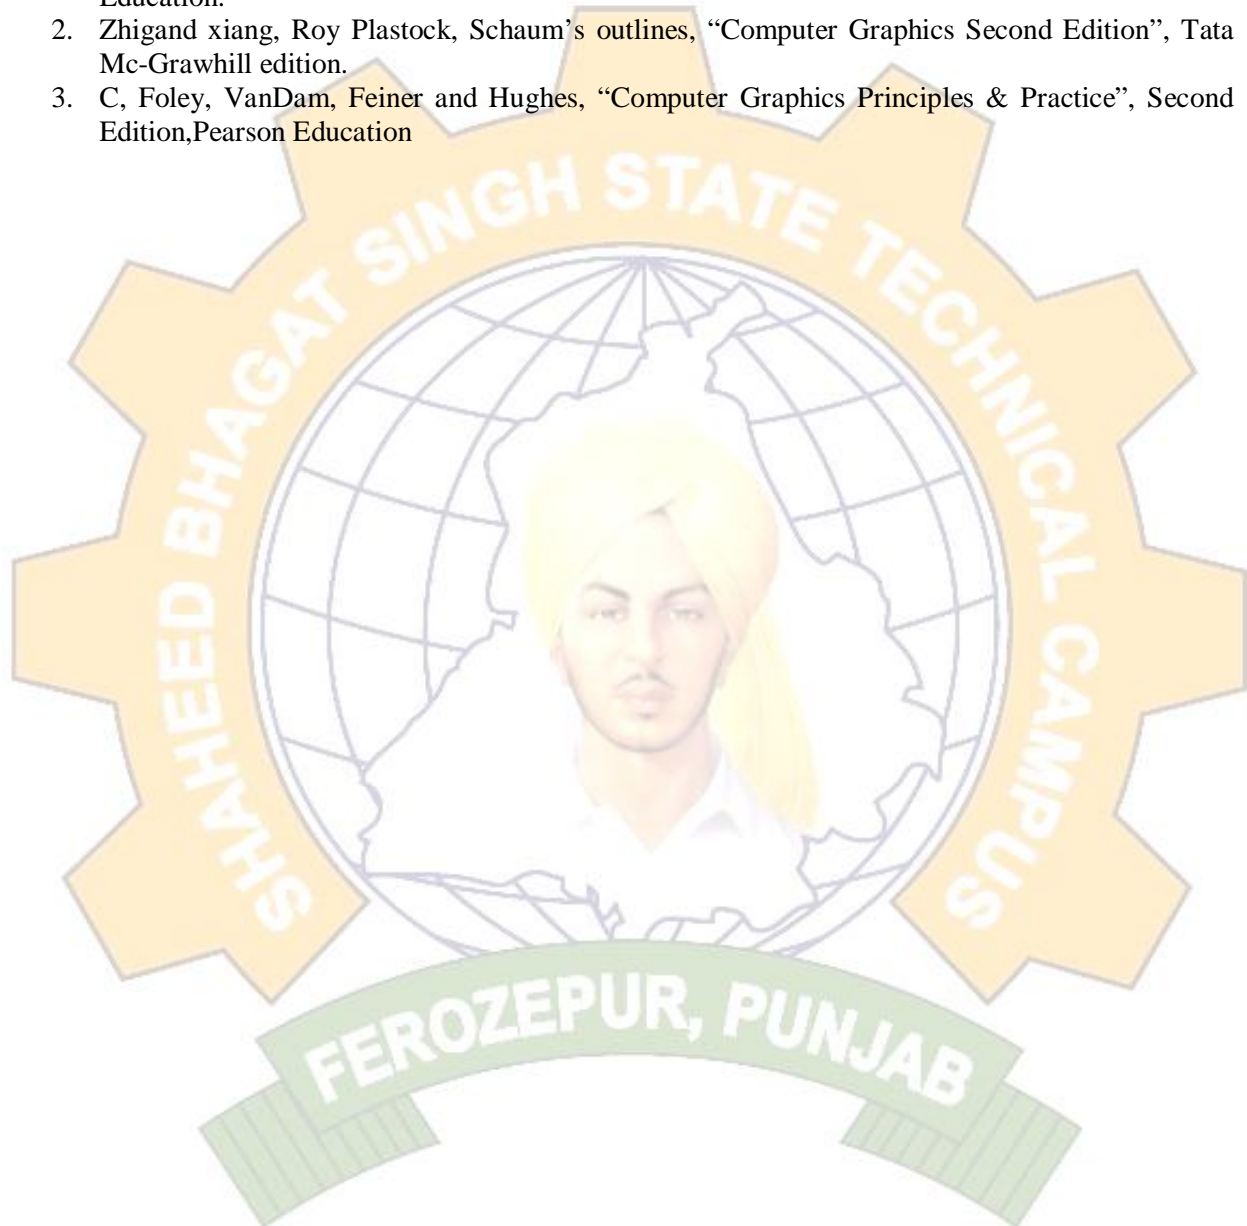 Education.
2. Zhigand xiang, Roy Plastock, Schaum’s outlines, “Computer Graphics Second Edition”, Tata
Mc-Grawhill edition.
3. C, Foley, VanDam, Feiner and Hughes, “Computer Graphics Principles & Practice”, Second
Edition,Pearson Education
SHAHEED BHAGAT SINGH STATE TECHNICAL CAMPUS
FEROZEPUR, PUNJAB